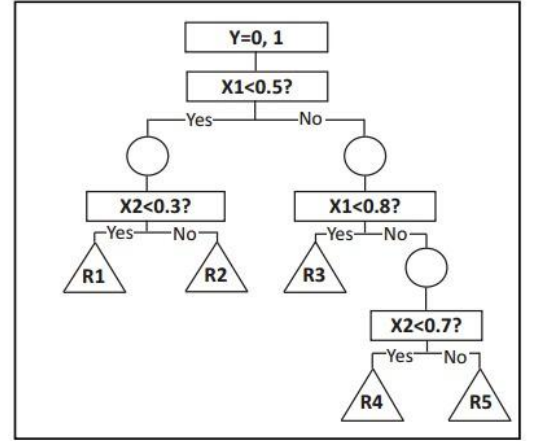 Y=0, 1
X1<0.5?
Yes No
X2<0.3? X1<0.8?
Yes No Yes No
R1 R2 R3
X2<0.7?
Yes No
R4 R5